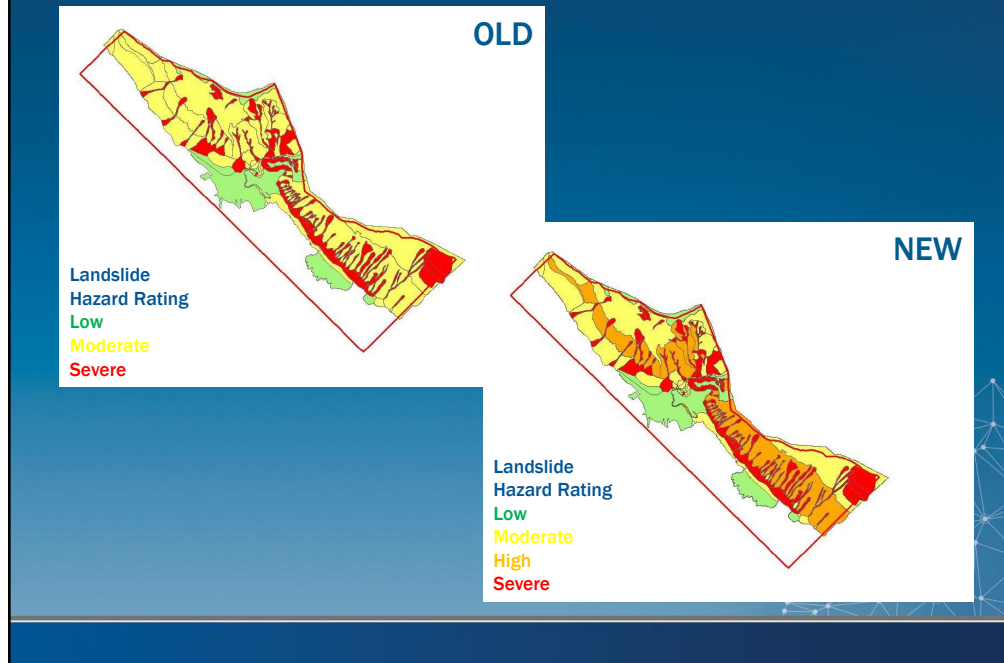 OLD
Landslide
Hazard Rating
Low
Moderate
Severe
NEW
Landslide
Hazard Rating
Low
Moderate
High
Severe